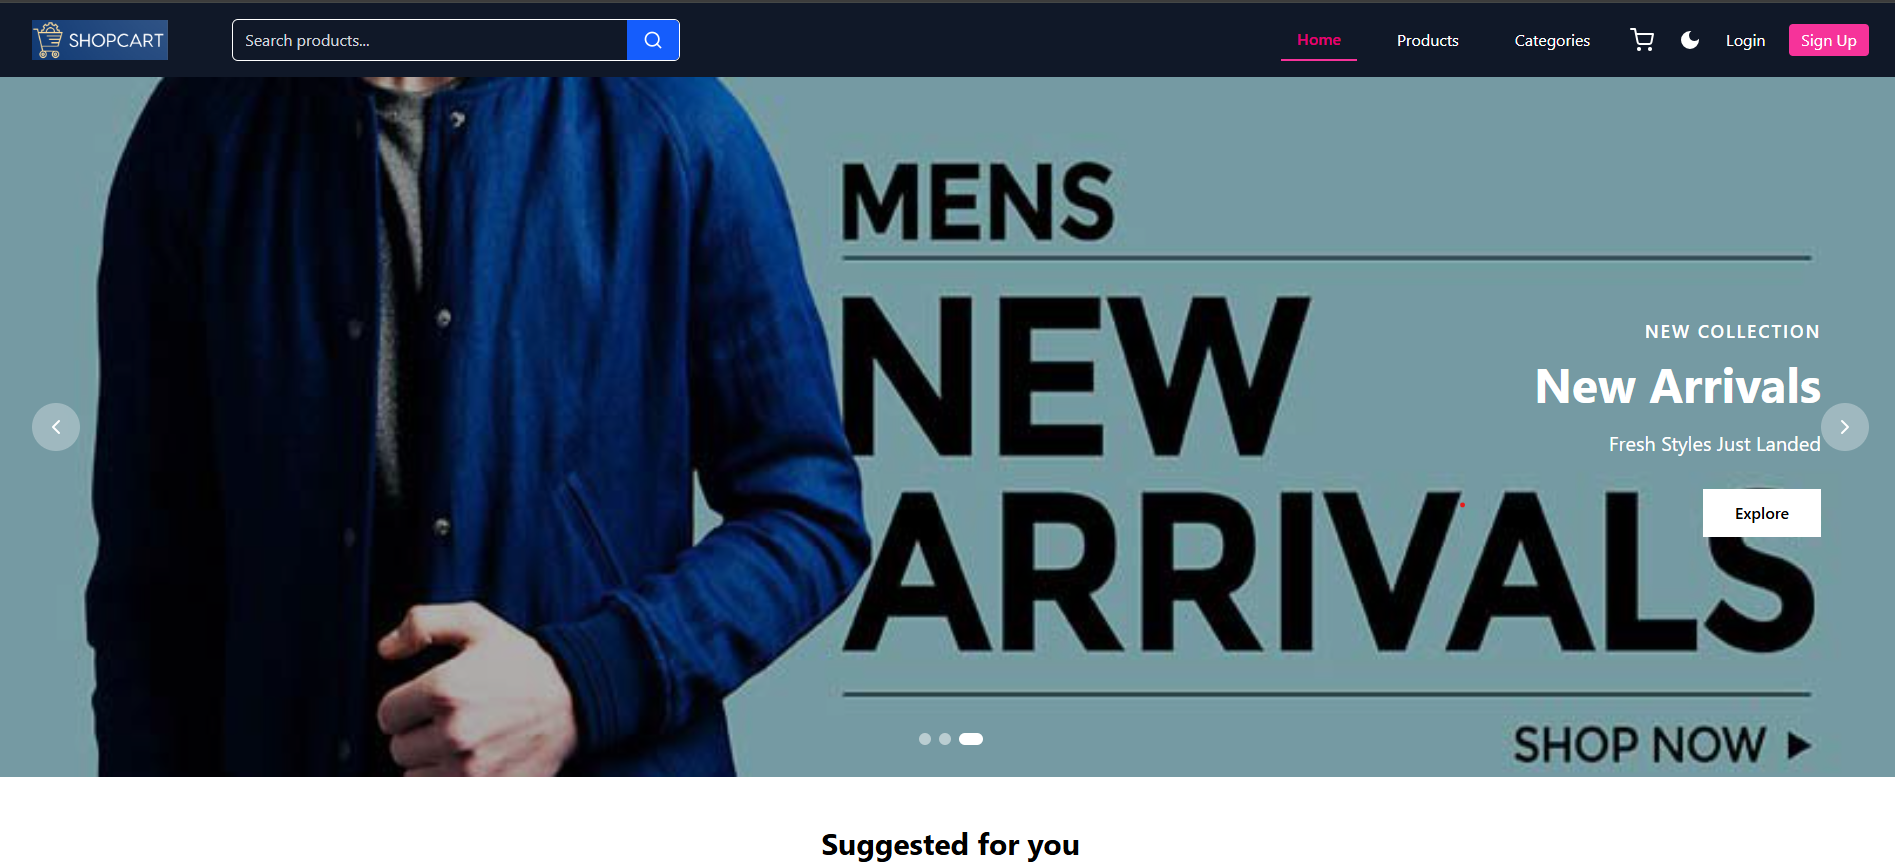 SHOPCART
Search products...
Home
Products
Categories
Login
Sign Up
MENS
NEW
ARRIVALS
SHOP NOW
NEW COLLECTION
New Arrivals
Fresh Styles Just Landed
Explore
Suggested for you